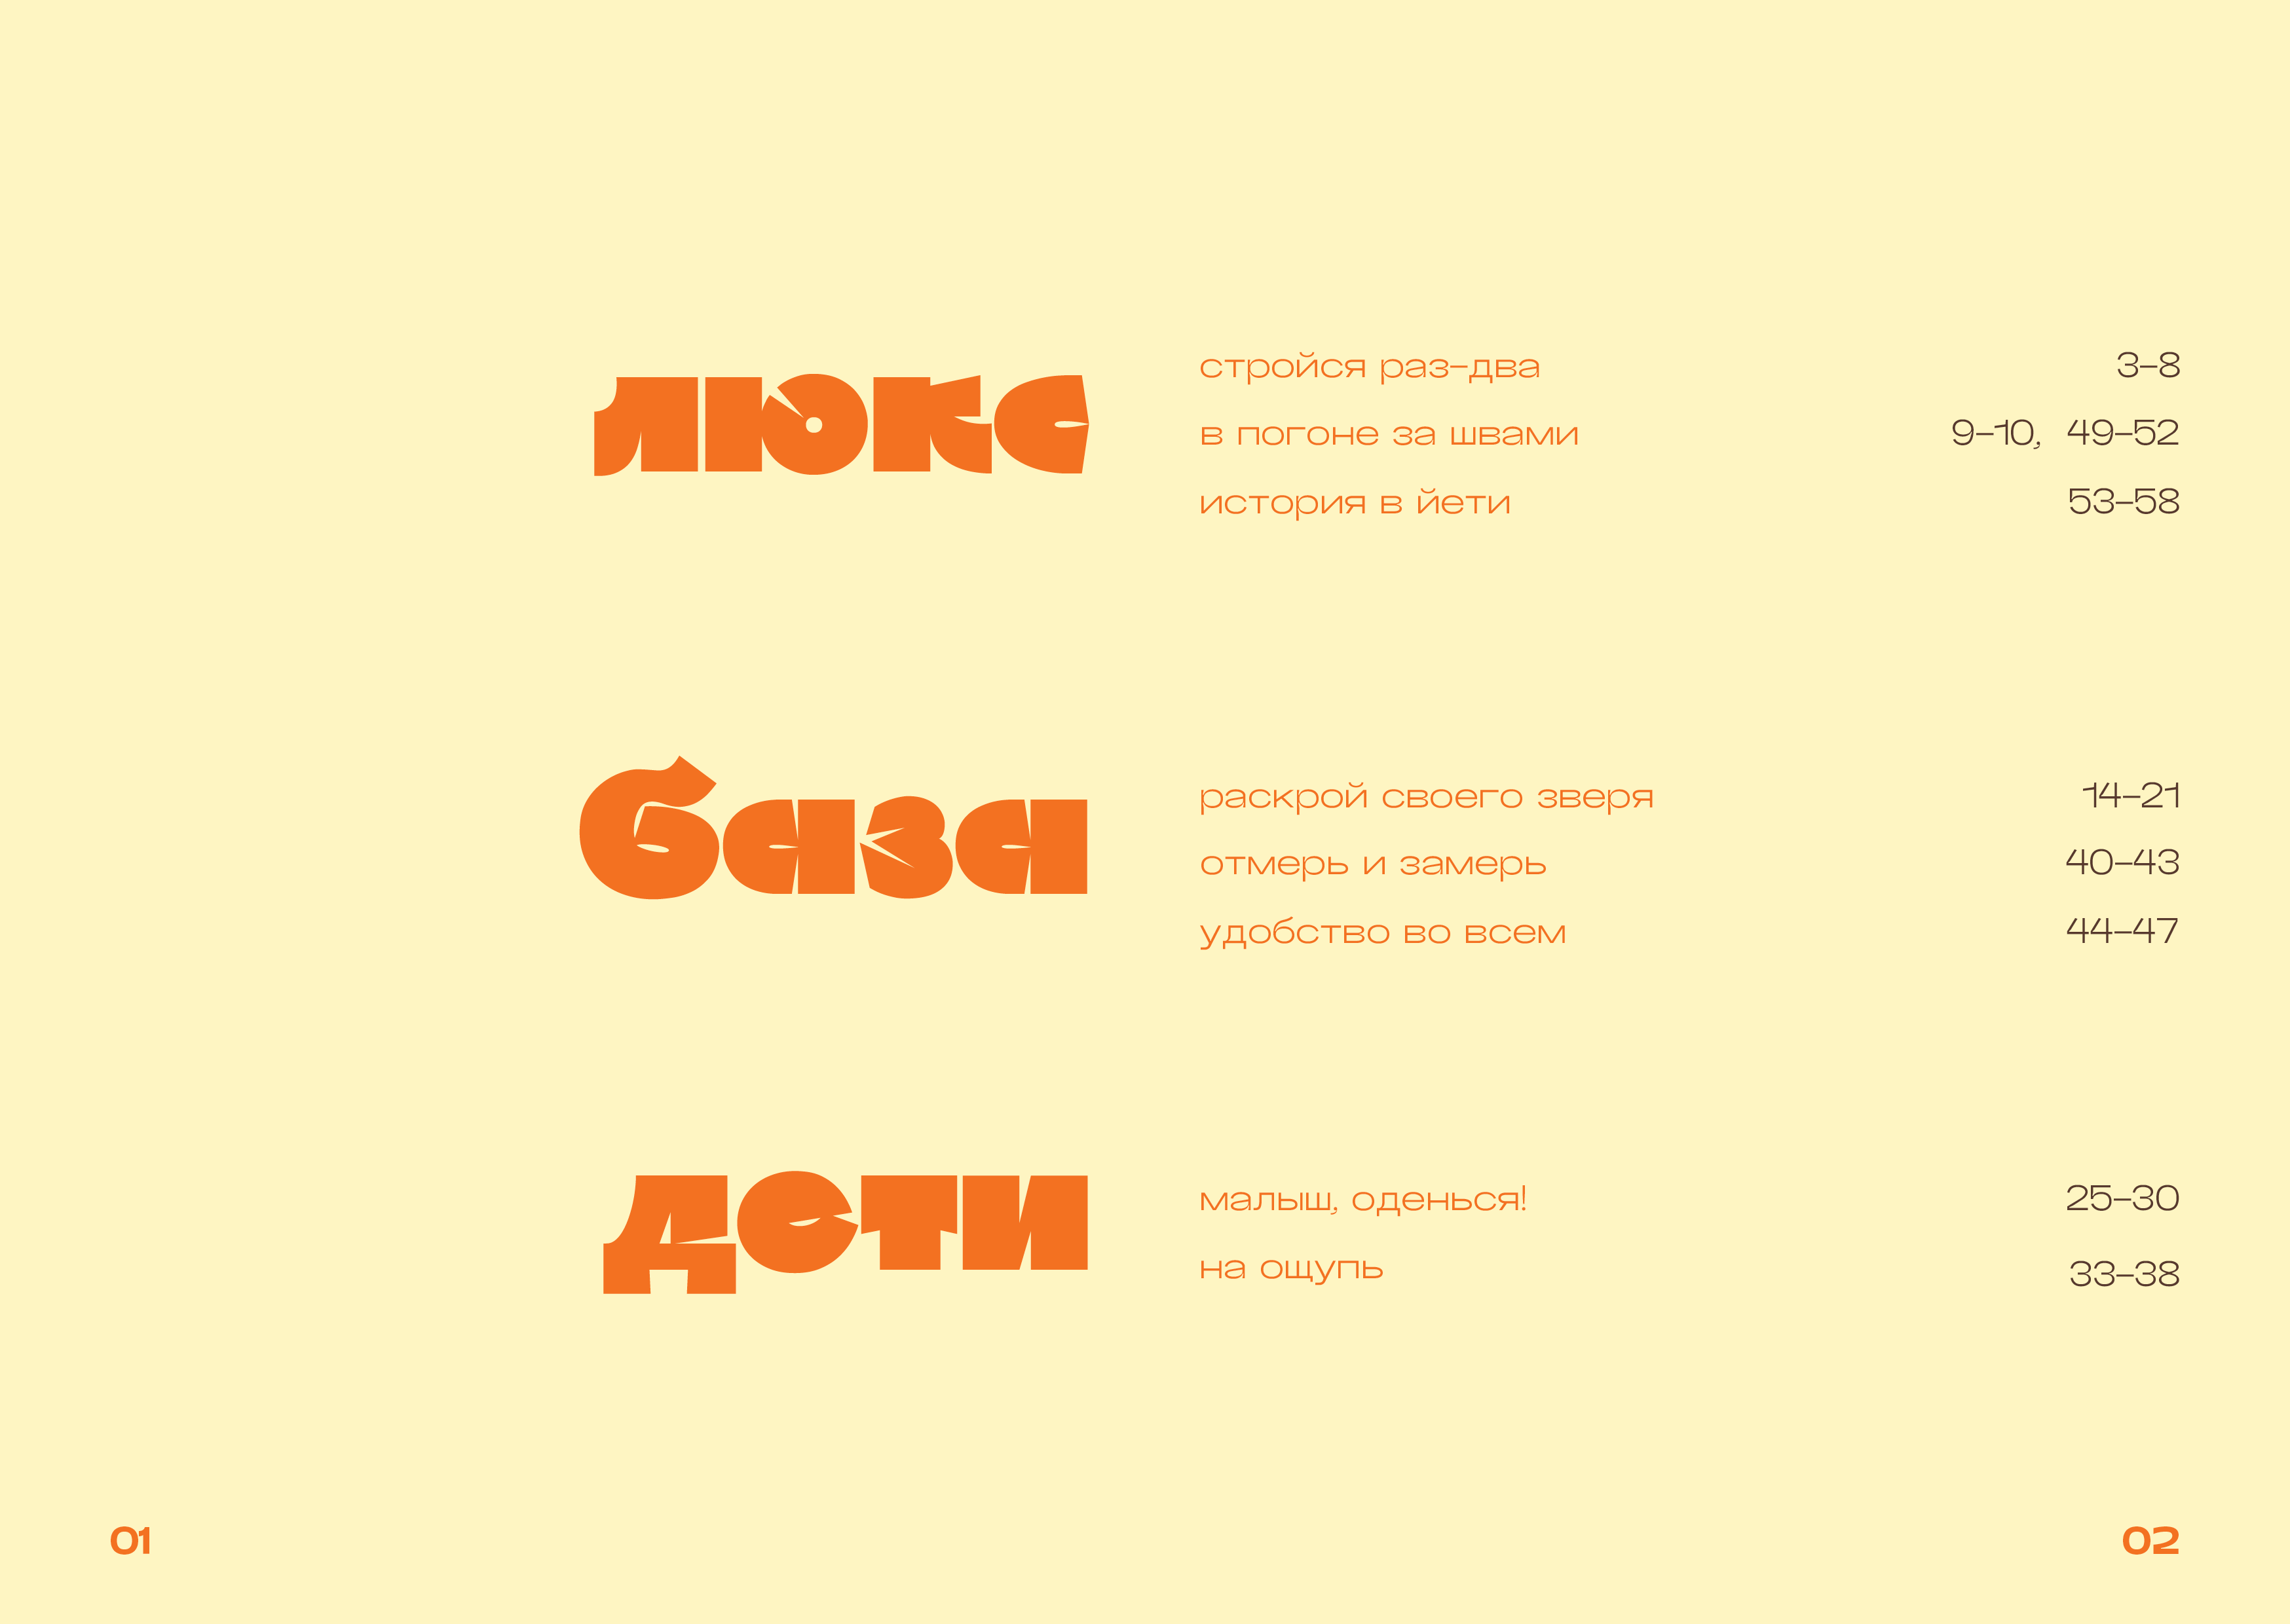 люкс
стройся раз-два 3-8
в погоне за швами 9-10, 49-52
история в йети 53-58
база
раскрой своего зверя 14-21
отмерь и замерь 40-43
удобство во всем 44-47
дети
малыш, оденься! 25-30
на ощупь 33-38
01 02